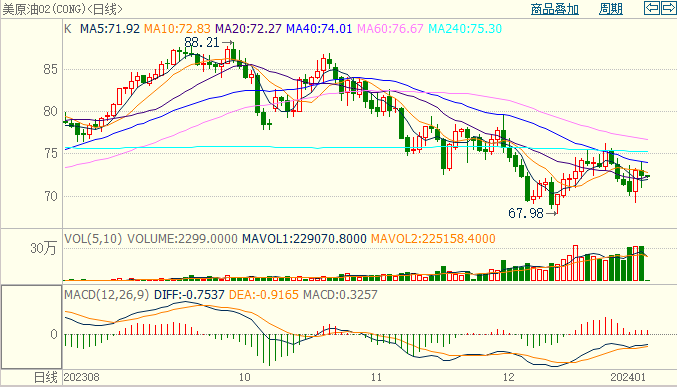 美原油02(CONG)<日线> 商品叠加 周期
K MA5:71.92 MA10:72.83 MA20:72.27 MA40:74.01 MA60:76.67 MA240:75.30
88.21
85
80
75
70
67.98
VOL(5,10) VOLUME:2299.0000 MAVOL1:229070.8000 MAVOL2:225158.4000
30万
MACD(12,26,9) DIFF:-0.7537 DEA:-0.9165 MACD:0.3257
0
日线 202308 10 11 12 202401